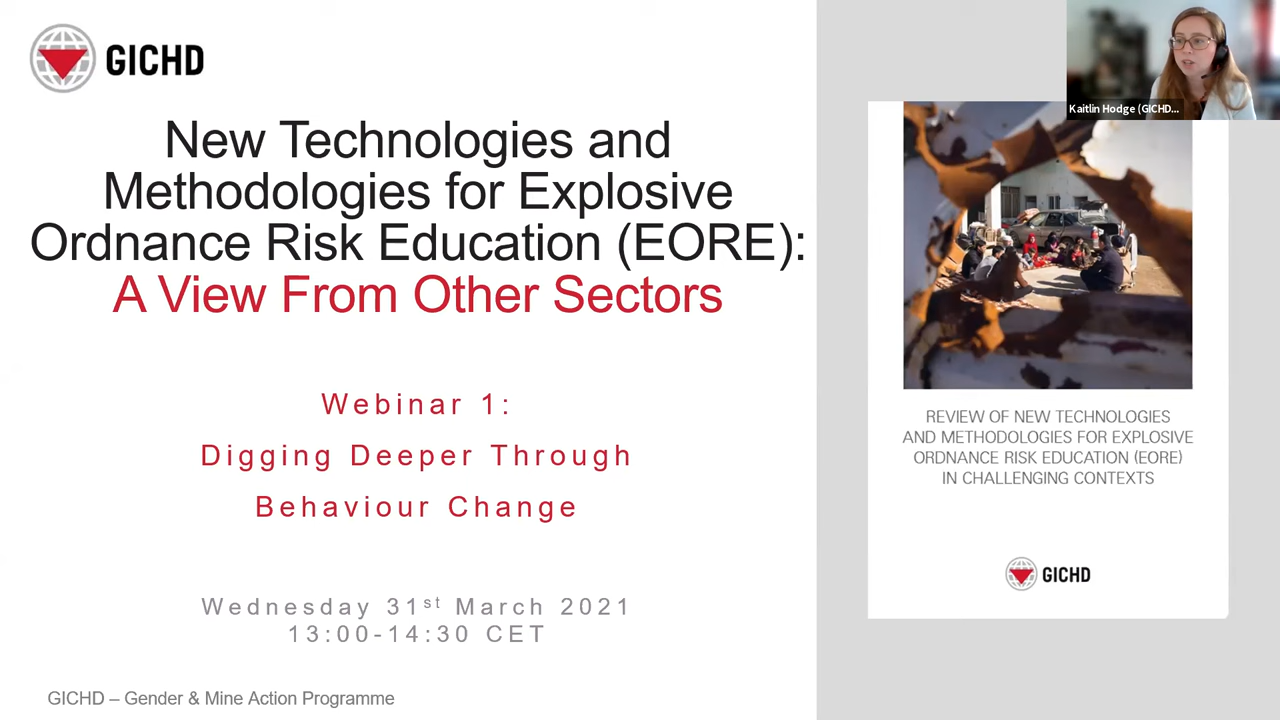 GICHD
New Technologies and
Methodologies for Explosive
Ordnance Risk Education (EORE):
A View From Other Sectors
Webinar 1:
Digging Deeper Through
Behaviour Change
Wednesday 31st March 2021
13:00-14:30 CET
GICHD – Gender & Mine Action Programme
Kaitlin Hodge (GICHD...
REVIEW OF NEW TECHNOLOGIES
AND METHODOLOGIES FOR EXPLOSIVE
ORDNANCE RISK EDUCATION (EORE)
IN CHALLENGING CONTEXTS
GICHD